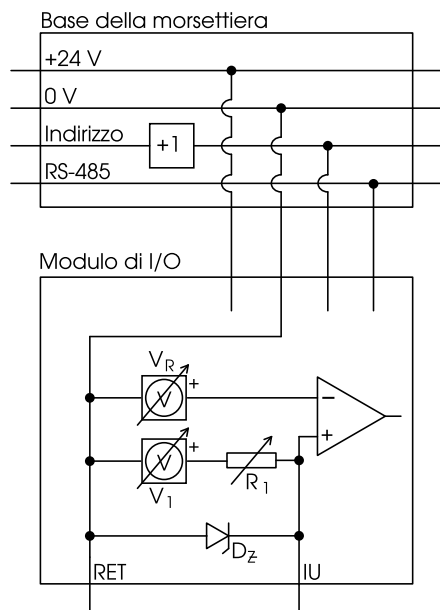 Base della morsettiera
+24 V
0 V
Indirizzo
+1
RS-485
Modulo di I/O
VR
V
+
−
V
+
+
V1
R1
DZ
RET
IU